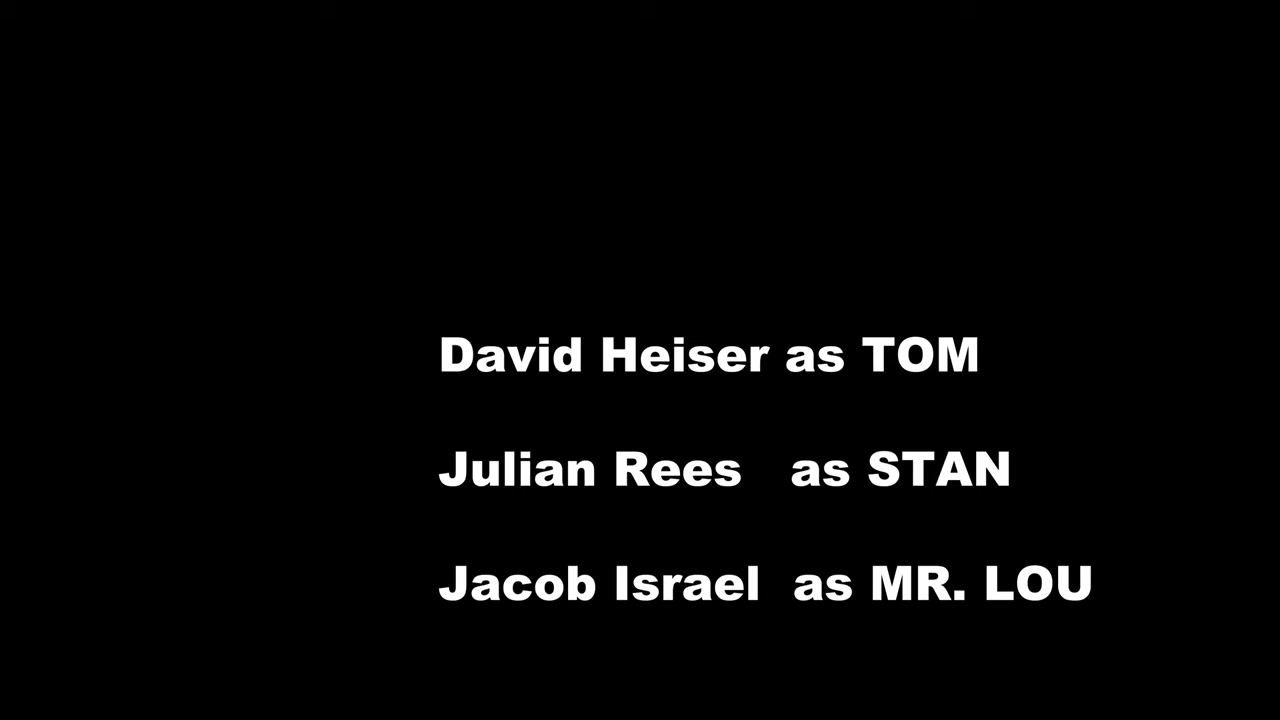 David Heiser as TOM
Julian Rees as STAN
Jacob Israel as MR. LOU